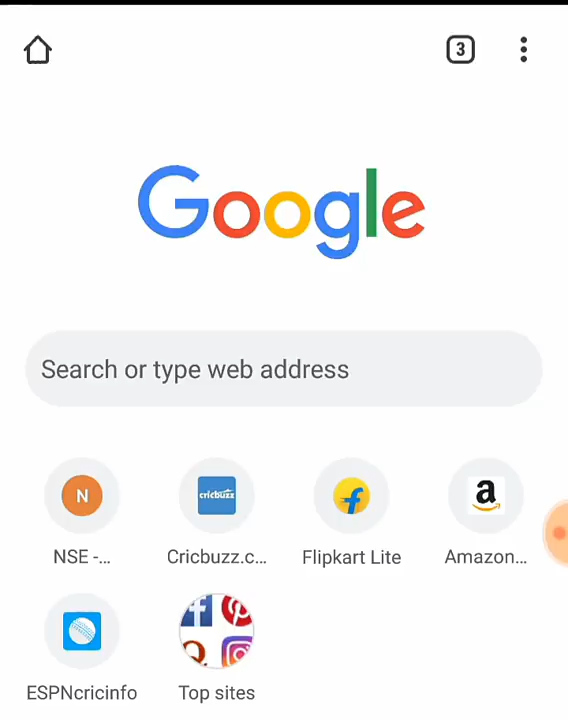 3
Google
Search or type web address
N
cricbuzz
a
NSE -...
Cricbuzz.c...
Flipkart Lite
Amazon...
ESPNcricinfo
Top sites